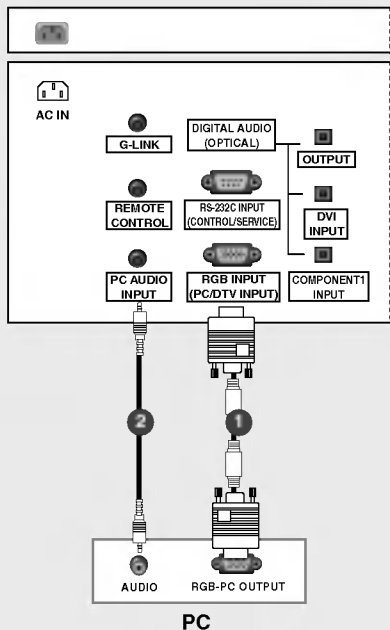 AC IN
G-LINK
DIGITAL AUDIO
(OPTICAL)
OUTPUT
REMOTE
CONTROL
RS-232C INPUT
(CONTROL/SERVICE)
DVI
INPUT
PC AUDIO
INPUT
RGB INPUT
(PC/DTV INPUT)
COMPONENT1
INPUT
2
1
AUDIO
RGB-PC OUTPUT
PC